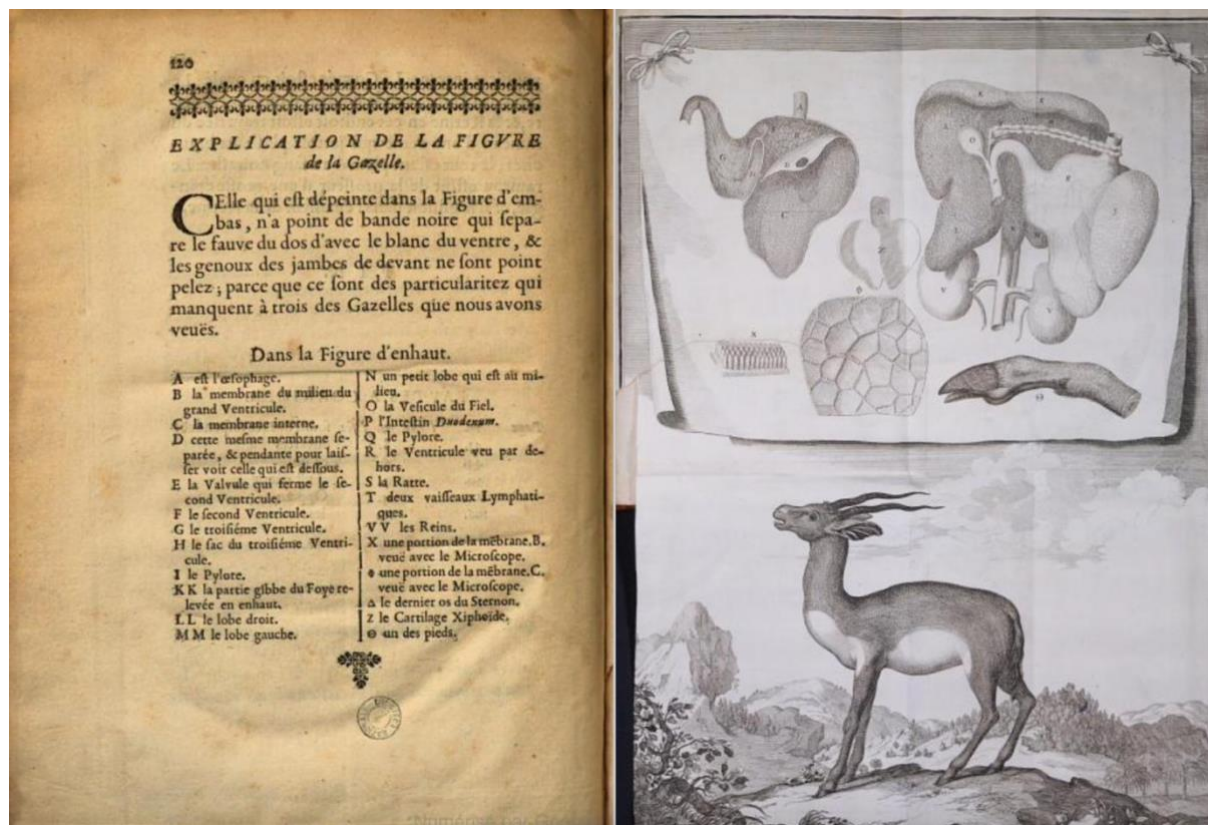 120
EXPLICATION DE LA FIGVRE
de la Gazelle.
CElle qui est dépeinte dans la Figure d'em-
bas, n'a point de bande noire qui sepa-
re le fauve du dos d'avec le blanc du ventre, &
les genoux des jambes de devant ne sont point
pelez; parce que ce sont des particularitez qui
manquent à trois des Gazelles que nous avons
veuës.
Dans la Figure d'enhaut.
A est l'œsophage.
B la membrane du milieu du
grand Ventricule.
C la membrane interne.
D cette mesme membrane se-
parée, & pendante pour lais-
ser voir celle qui est dessous.
E la Valvule qui ferme le se-
cond Ventricule.
F le second Ventricule.
G le troisiéme Ventricule.
H le sac du troisiéme Ventri-
cule.
I le Pylore.
KK la partie gibbe du Foye re-
levée en enhaut.
LL le lobe droit.
MM le lobe gauche.
N un petit lobe qui est au mi-
lieu.
O la Vesicule du Fiel.
P l'Intestin Duodenum.
Q le Pylore.
R le Ventricule veu par de-
hors.
S la Ratte.
T deux vaisseaux Lymphati-
ques.
VV les Reins.
X une portion de la mẽbrane.B.
veuë avec le Microscope.
une portion de la mẽbrane.C.
veuë avec le Microscope.
Δ le dernier os du Sternon.
Z le Cartilage Xiphoïde.
Θ un des pieds.